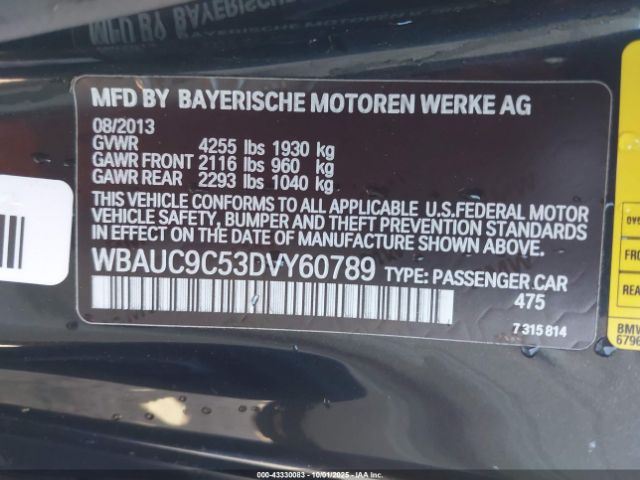 MFD BY BAYERISCHE MOTOREN WERKE AG
08/2013
GVWR 4255 lbs 1930 kg
GAWR FRONT 2116 lbs 960 kg
GAWR REAR 2293 lbs 1040 kg
THIS VEHICLE CONFORMS TO ALL APPLICABLE U.S.FEDERAL MOTOR
VEHICLE SAFETY, BUMPER AND THEFT PREVENTION STANDARDS
IN EFFECT ON THE DATE OF MANUFACTURE SHOWN ABOVE.
WBAUC9C53DVY60789 TYPE: PASSENGER CAR
475
7 315 814
BMW
6796
000-43330083 - 10/01/2025 - IAA Inc.